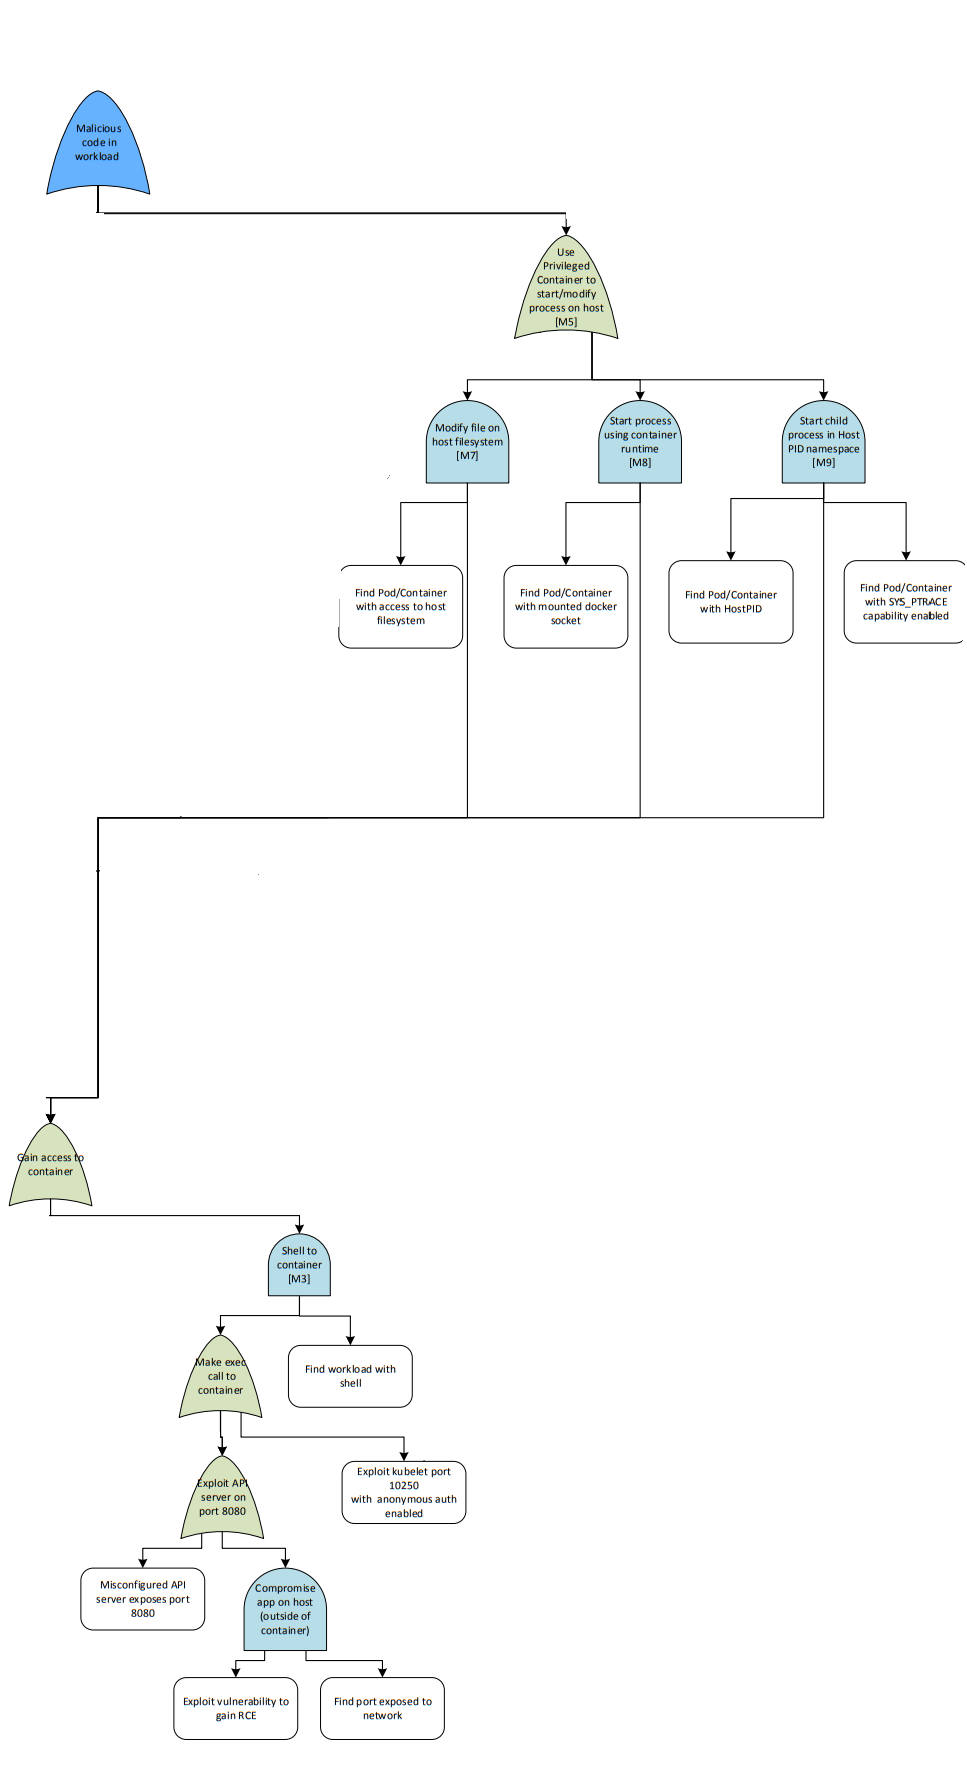 Malicious
code in
workload
Use
Privileged
Container to
start/modify
process on host
[M5]
Modify file on
host filesystem
[M7]
Start process
using container
runtime
[M8]
Start child
process in Host
PID namespace
[M9]
Find Pod/Container
with access to host
filesystem
Find Pod/Container
with mounted docker
socket
Find Pod/Container
with HostPID
Find Pod/Container
with SYS_PTRACE
capability enabled
Gain access to
container
Shell to
container
[M3]
Make exec
call to
container
Find workload with
shell
Exploit API
server on
port 8080
Exploit kubelet port
10250
with anonymous auth
enabled
Misconfigured API
server exposes port
8080
Compromise
app on host
(outside of
container)
Exploit vulnerability to
gain RCE
Find port exposed to
network